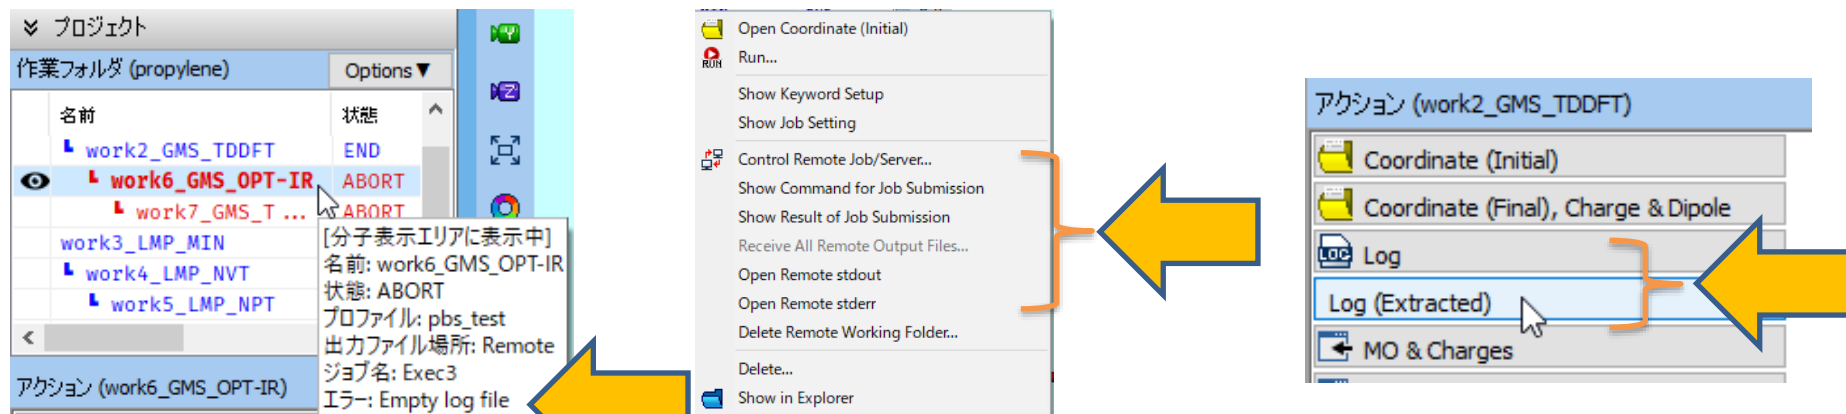 プロジェクト
作業フォルダ (propylene)
Options▼
名前
状態
work2_GMS_TDDFT
END
work6_GMS_OPT-IR
ABORT
work7_GMS_T ...
ABORT
work3_LMP_MIN
work4_LMP_NVT
work5_LMP_NPT
[分子表示エリアに表示中]
名前: work6_GMS_OPT-IR
状態: ABORT
プロファイル: pbs_test
出力ファイル場所: Remote
ジョブ名: Exec3
エラー: Empty log file
アクション (work6_GMS_OPT-IR)
Y
Z
Open Coordinate (Initial)
RUN
Run...
Show Keyword Setup
Show Job Setting
Control Remote Job/Server...
Show Command for Job Submission
Show Result of Job Submission
Receive All Remote Output Files...
Open Remote stdout
Open Remote stderr
Delete Remote Working Folder...
Delete...
Show in Explorer
アクション (work2_GMS_TDDFT)
Coordinate (Initial)
Coordinate (Final), Charge & Dipole
LOG
Log
Log (Extracted)
MO & Charges